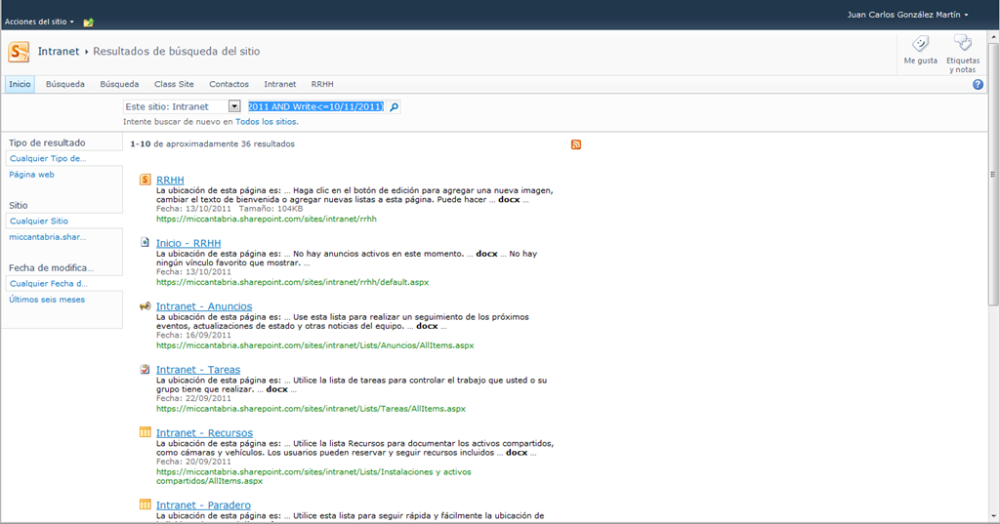 Acciones del sitio
Juan Carlos González Martín
Intranet Resultados de búsqueda del sitio
Me gusta
Etiquetas y notas
Inicio Búsqueda Búsqueda Class Site Contactos Intranet RRHH
Este sitio: Intranet 2011 AND Write<=10/11/2011)
Intente buscar de nuevo en Todos los sitios.
Tipo de resultado
Cualquier Tipo de...
Página web
Sitio
Cualquier Sitio
miccantabria.shar...
Fecha de modifica...
Cualquier Fecha d...
Últimos seis meses
1-10 de aproximadamente 36 resultados
RRHH
La ubicación de esta página es: ... Haga clic en el botón de edición para agregar una nueva imagen,
cambiar el texto de bienvenida o agregar nuevas listas a esta página. Puede hacer ... docx ...
Fecha: 13/10/2011 Tamaño: 104KB
https://miccantabria.sharepoint.com/sites/intranet/rrhh
Inicio - RRHH
La ubicación de esta página es: ... No hay anuncios activos en este momento. ... docx ... No hay
ningún vínculo favorito que mostrar. ...
Fecha: 13/10/2011
https://miccantabria.sharepoint.com/sites/intranet/rrhh/default.aspx
Intranet - Anuncios
La ubicación de esta página es: ... Use esta lista para realizar un seguimiento de los próximos
eventos, actualizaciones de estado y otras noticias del equipo. ... docx ...
Fecha: 16/09/2011
https://miccantabria.sharepoint.com/sites/intranet/Lists/Anuncios/AllItems.aspx
Intranet - Tareas
La ubicación de esta página es: ... Utilice la lista de tareas para controlar el trabajo que usted o su
grupo tiene que realizar. ... docx ...
Fecha: 22/09/2011
https://miccantabria.sharepoint.com/sites/intranet/Lists/Tareas/AllItems.aspx
Intranet - Recursos
La ubicación de esta página es: ... Utilice la lista Recursos para documentar los activos compartidos,
como cámaras y vehículos. Los usuarios pueden reservar y seguir recursos incluidos ... docx ...
Fecha: 20/09/2011
https://miccantabria.sharepoint.com/sites/intranet/Lists/Instalaciones y activos
compartidos/AllItems.aspx
Intranet - Paradero
La ubicación de esta página es: ... Utilice esta lista para seguir rápida y fácilmente la ubicación de